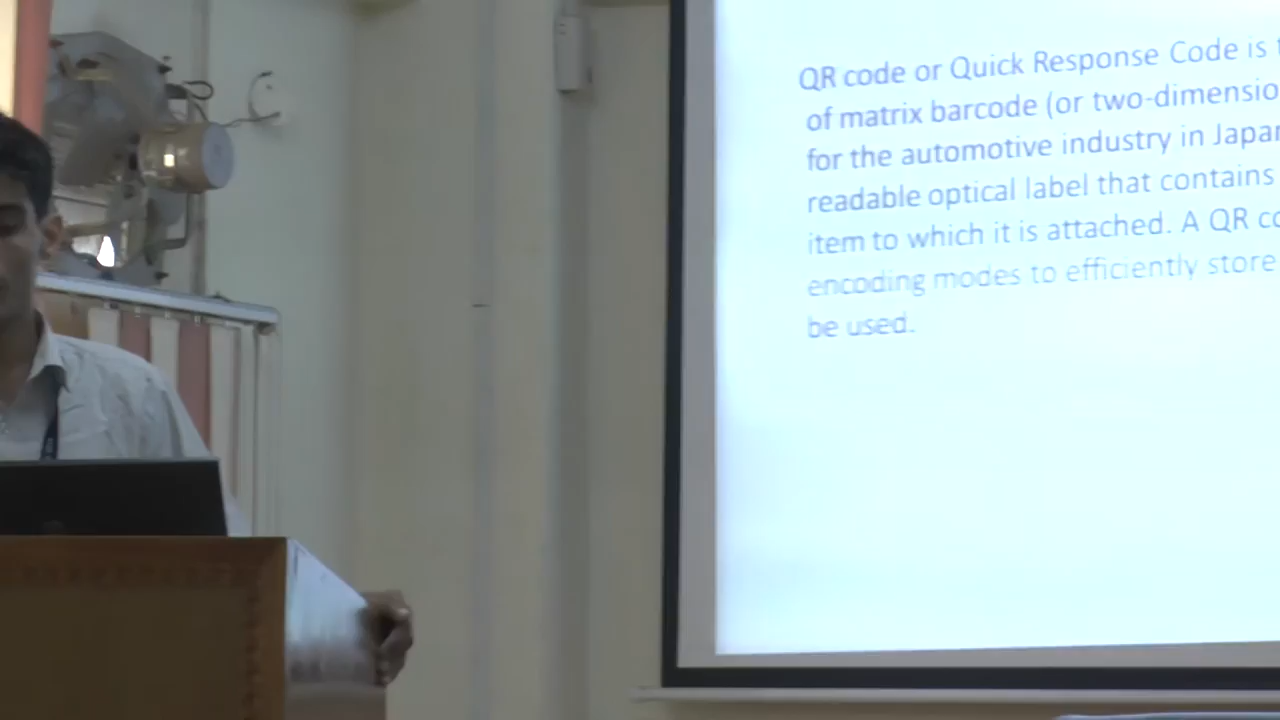 QR code or Quick Response Code is
of matrix barcode (or two-dimensio
for the automotive industry in Japan
readable optical label that contains
item to which it is attached. A QR co
encoding modes to efficiently store
be used.